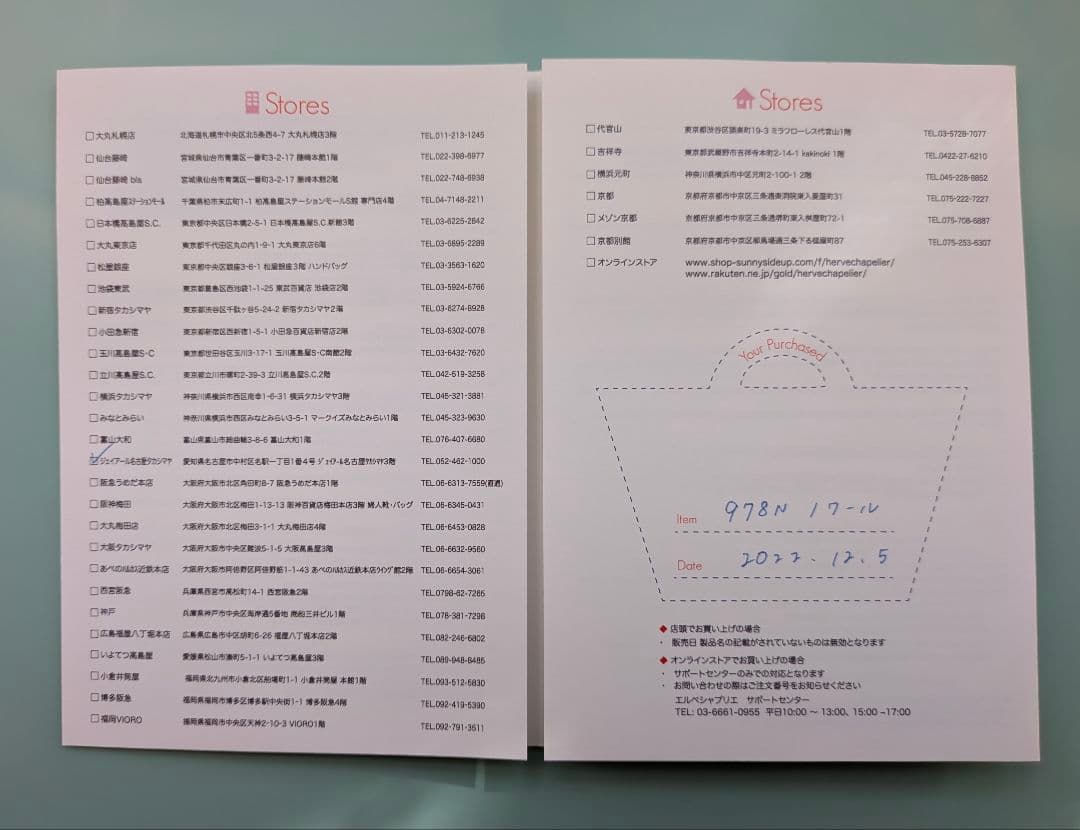 Stores
大丸札幌店 北海道札幌市中央区北5条西4-7 大丸札幌店3階 TEL.011-213-1245
仙台藤崎 宮城県仙台市青葉区一番町3-2-17 藤崎本館1階 TEL.022-398-6977
仙台藤崎 bis 宮城県仙台市青葉区一番町3-2-17 藤崎本館2階 TEL.022-748-6938
柏髙島屋ステーションモール 千葉県柏市末広町1-1 柏髙島屋ステーションモールS館 専門店4階 TEL.04-7148-2211
日本橋髙島屋S.C. 東京都中央区日本橋2-5-1 日本橋髙島屋S.C.新館3階 TEL.03-6225-2842
大丸東京店 東京都千代田区丸の内1-9-1 大丸東京店6階 TEL.03-6895-2289
松屋銀座 東京都中央区銀座3-6-1 松屋銀座3階 ハンドバッグ TEL.03-3563-1620
池袋東武 東京都豊島区西池袋1-1-25 東武百貨店 池袋店2階 TEL.03-5924-6766
新宿タカシマヤ 東京都渋谷区千駄ヶ谷5-24-2 新宿タカシマヤ2階 TEL.03-6274-8928
小田急新宿 東京都新宿区西新宿1-5-1 小田急百貨店新宿店2階 TEL.03-6302-0078
玉川髙島屋S・C 東京都世田谷区玉川3-17-1 玉川髙島屋S・C南館2階 TEL.03-6432-7620
立川髙島屋S.C. 東京都立川市曙町2-39-3 立川髙島屋S.C.2階 TEL.042-519-3258
横浜タカシマヤ 神奈川県横浜市西区南幸1-6-31 横浜タカシマヤ3階 TEL.045-321-3881
みなとみらい 神奈川県横浜市西区みなとみらい3-5-1 マークイズみなとみらい1階 TEL.045-323-9630
富山大和 富山県富山市総曲輪3-8-6 富山大和1階 TEL.076-407-6680
ジェイアール名古屋タカシマヤ 愛知県名古屋市中村区名駅一丁目1番4号 ジェイアール名古屋タカシマヤ3階 TEL.052-462-1000
阪急うめだ本店 大阪府大阪市北区角田町8-7 阪急うめだ本店1階 TEL.06-6313-7559(直通)
阪神梅田 大阪府大阪市北区梅田1-13-13 阪神百貨店梅田本店3階 婦人靴・バッグ TEL.06-6345-0431
大丸梅田店 大阪府大阪市北区梅田3-1-1 大丸梅田店4階 TEL.06-6453-0828
大阪タカシマヤ 大阪府大阪市中央区難波5-1-5 大阪髙島屋3階 TEL.06-6632-9560
あべのハルカス近鉄本店 大阪府大阪市阿倍野区阿倍野筋1-1-43 あべのハルカス近鉄本店ウイング館2階 TEL.06-6654-3061
西宮阪急 兵庫県西宮市高松町14-1 西宮阪急2階 TEL.0798-62-7265
神戸 兵庫県神戸市中央区海岸通5番地 商船三井ビル1階 TEL.078-381-7298
広島福屋八丁堀本店 広島県広島市中区胡町6-26 福屋八丁堀本店2階 TEL.082-246-6802
いよてつ髙島屋 愛媛県松山市湊町5-1-1 いよてつ髙島屋3階 TEL.089-948-8485
小倉井筒屋 福岡県北九州市小倉北区船場町1-1 小倉井筒屋 本館1階 TEL.093-512-5830
博多阪急 福岡県福岡市博多区博多駅中央街1-1 博多阪急4階 TEL.092-419-5390
福岡VIORO 福岡県福岡市中央区天神2-10-3 VIORO1階 TEL.092-791-3511
Stores
代官山 東京都渋谷区猿楽町19-3 ミラフローレス代官山1階 TEL.03-5728-7077
吉祥寺 東京都武蔵野市吉祥寺本町2-14-1 kakinoki 1階 TEL.0422-27-6210
横浜元町 神奈川県横浜市中区元町2-100-1 2階 TEL.045-228-8852
京都 京都府京都市中京区三条通東洞院東入菱屋町31 TEL.075-222-7227
メゾン京都 京都府京都市中京区三条通堺町東入桝屋町72-1 TEL.075-708-6887
京都別館 京都府京都市中京区柳馬場通三条下る槌屋町87 TEL.075-253-6307
オンラインストア www.shop-sunnysideup.com/f/hervechapelier/
www.rakuten.ne.jp/gold/hervechapelier/
Your Purchased
Item 978N ノワール
Date 2022.12.5
◆ 店頭でお買い上げの場合
・ 販売日 製品名の記載がされていないものは無効となります
◆ オンラインストアでお買い上げの場合
・ サポートセンターのみでの対応となります
・ お問い合わせの際はご注文番号をお知らせください
エルベシャプリエ サポートセンター
TEL: 03-6661-0955 平日10:00 ～ 13:00、15:00 ~17:00